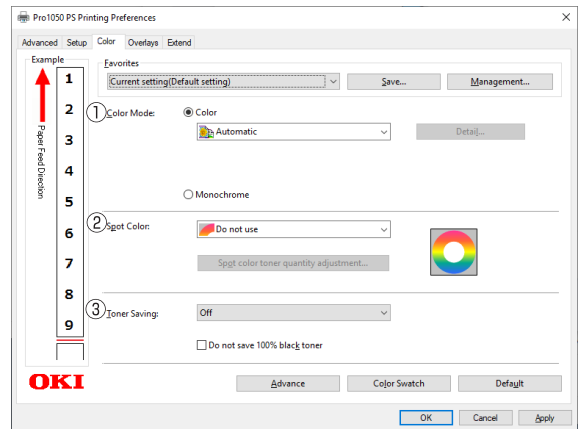 Pro1050 PS Printing Preferences
Advanced Setup Color Overlays Extend
Example
Paper Feed Direction
1
2
3
4
5
6
7
8
9
OKI
Favorites
Current setting(Default setting) Save... Management...
① Color Mode: Color
Automatic Detail...
Monochrome
② Spot Color: Do not use
Spot color toner quantity adjustment...
③ Toner Saving: Off
Do not save 100% black toner
Advance Color Swatch Default
OK Cancel Apply